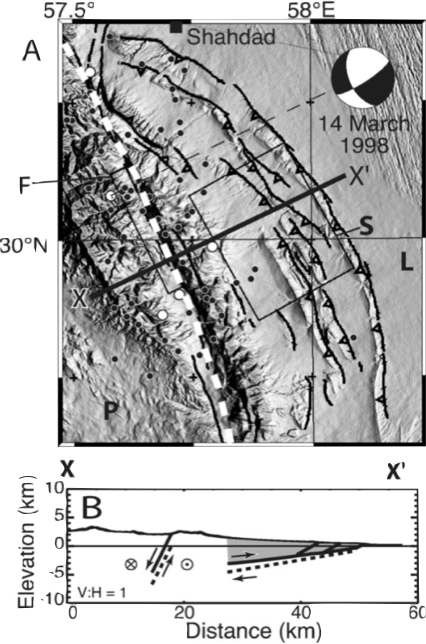 57.5° 58°E
A
Shahdad
14 March
1998
F
X'
S
30°N
L
X
P
X X'
B
Elevation (km)
10
5
0
-5
-10
V:H = 1
0 20 40 60
Distance (km)